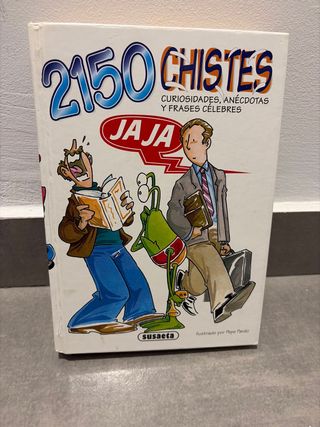 2150 CHISTES
CURIOSIDADES, ANÉCDOTAS
Y FRASES CÉLEBRES
JA JA
susaeta
Ilustrado por Pepe Pardo